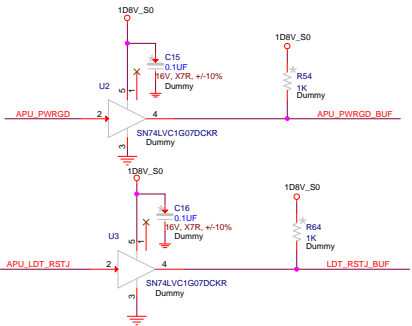 1D8V_S0
C15
0.1UF
16V, X7R, +/-10%
Dummy
1D8V_S0
R54
1K
Dummy
U2
5
1
APU_PWRGD
2
4
APU_PWRGD_BUF
SN74LVC1G07DCKR
Dummy
3
1D8V_S0
C16
0.1UF
16V, X7R, +/-10%
Dummy
1D8V_S0
R64
1K
Dummy
U3
5
1
APU_LDT_RSTJ
2
4
LDT_RSTJ_BUF
SN74LVC1G07DCKR
Dummy
3